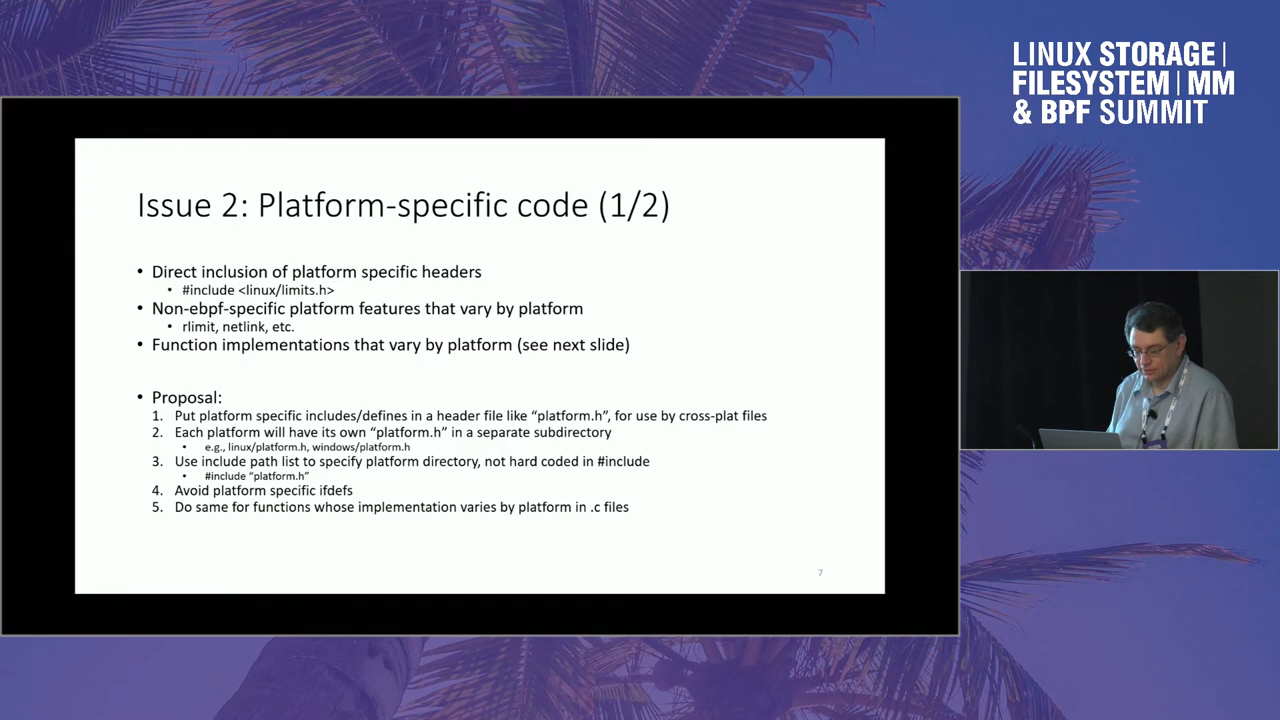 LINUX STORAGE |
FILESYSTEM | MM
& BPF SUMMIT
Issue 2: Platform-specific code (1/2)
• Direct inclusion of platform specific headers
• #include <linux/limits.h>
• Non-ebpf-specific platform features that vary by platform
• rlimit, netlink, etc.
• Function implementations that vary by platform (see next slide)
• Proposal:
1. Put platform specific includes/defines in a header file like “platform.h”, for use by cross-plat files
2. Each platform will have its own “platform.h” in a separate subdirectory
• e.g., linux/platform.h, windows/platform.h
3. Use include path list to specify platform directory, not hard coded in #include
• #include “platform.h”
4. Avoid platform specific ifdefs
5. Do same for functions whose implementation varies by platform in .c files
7